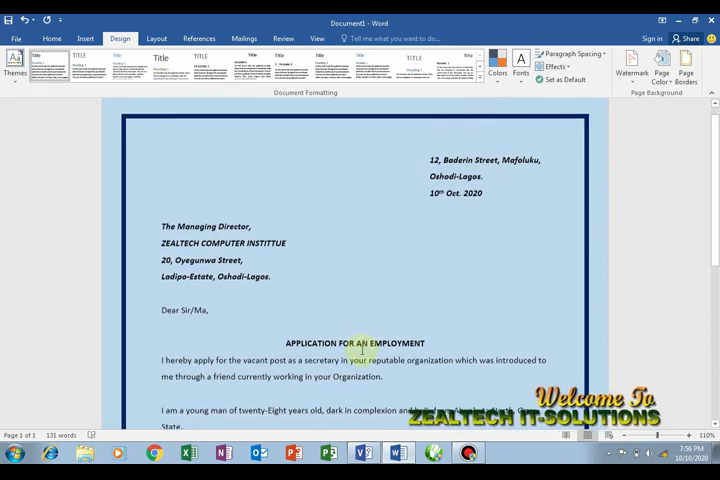 Document1 - Word
File Home Insert Design Layout References Mailings Review View Tell me what you want to do... Sign in Share
Themes
Title
TITLE
Title
Title
TITLE
Title
Colors
Fonts
Paragraph Spacing
Effects
Set as Default
Watermark
Page Color
Page Borders
Document Formatting
Page Background
12, Baderin Street, Mafoluku,
Oshodi-Lagos.
10th Oct. 2020
The Managing Director,
ZEALTECH COMPUTER INSTITTUE
20, Oyegunwa Street,
Ladipo-Estate, Oshodi-Lagos.
Dear Sir/Ma,
APPLICATION FOR AN EMPLOYMENT
I hereby apply for the vacant post as a secretary in your reputable organization which was introduced to
me through a friend currently working in your Organization.
I am a young man of twenty-Eight years old, dark in complexion and
State.
Welcome To
ZEALTECH IT-SOLUTIONS
Page 1 of 1 131 words
110%
7:56 PM
10/10/2020